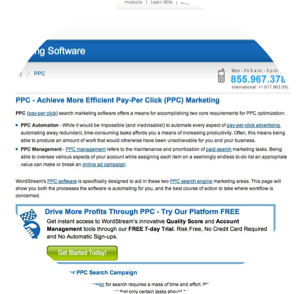 Products | Learn Slide |
ng Software
PPC
Mon - Fri 9 a.m. - 5 p.m.
855.967.37
International: +1.617.963.05
PPC - Achieve More Efficient Pay-Per Click (PPC) Marketing
PPC (pay-per click) search marketing software offers a means for accomplishing two core requirements for PPC optimization:
PPC Automation - While it would be impossible (and inadvisable!) to automate every aspect of pay-per-click advertising,
automating away redundant, time-consuming tasks affords you a means of increasing productivity. Often, this means being
able to produce an amount of work that would otherwise have been unachievable for you and your business.
PPC Management - PPC management refers to the maintenance and prioritization of paid search marketing tasks. Being
able to oversee various aspects of your account while assigning each item on a seemingly endless to-do list an appropriate
value can make or break an online ad campaign.
WordStream's PPC software is specifically designed to aid in these two PPC search engine marketing areas. This page will
show you both the processes the software is automating for you, and the best course of action to take where workflow is
concerned.
Drive More Profits Through PPC - Try Our Platform FREE
Get instant access to WordStream's innovative Quality Score and Account
Management tools through our FREE 7-day Trial. Risk Free, No Credit Card Required
and No Automatic Sign-ups.
Get Started Today!
PPC Search Campaign
for search requires a mass of time and effort.
that only certain tasks